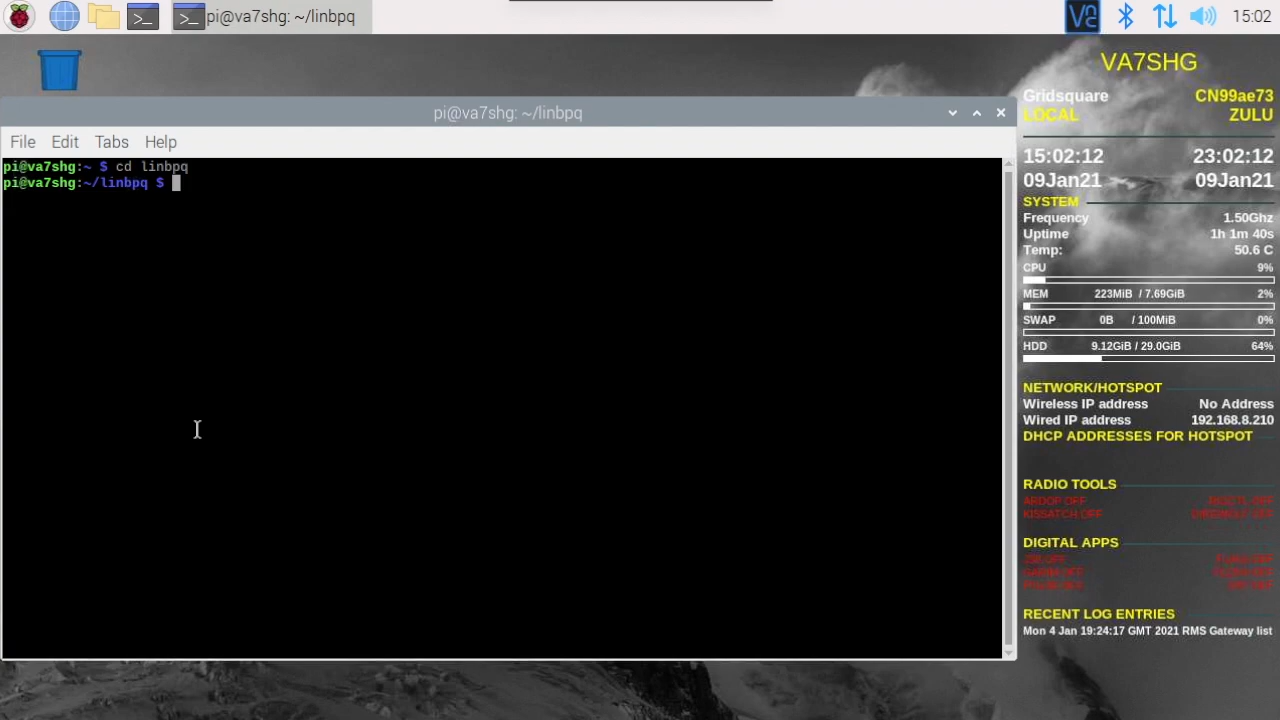 pi@va7shg: ~/linbpq
15:02
pi@va7shg: ~/linbpq
File Edit Tabs Help
pi@va7shg:~ $ cd linbpq
pi@va7shg:~/linbpq $
VA7SHG
Gridsquare CN99ae73
LOCAL ZULU
15:02:12 23:02:12
09Jan21 09Jan21
SYSTEM
Frequency 1.50Ghz
Uptime 1h 1m 40s
Temp: 50.6 C
CPU 9%
MEM 223MiB / 7.69GiB 2%
SWAP 0B / 100MiB 0%
HDD 9.12GiB / 29.0GiB 64%
NETWORK/HOTSPOT
Wireless IP address No Address
Wired IP address 192.168.8.210
DHCP ADDRESSES FOR HOTSPOT
RADIO TOOLS
ARDOP OFF
KISSATCH OFF
DIGITAL APPS
RECENT LOG ENTRIES
Mon 4 Jan 19:24:17 GMT 2021 RMS Gateway list